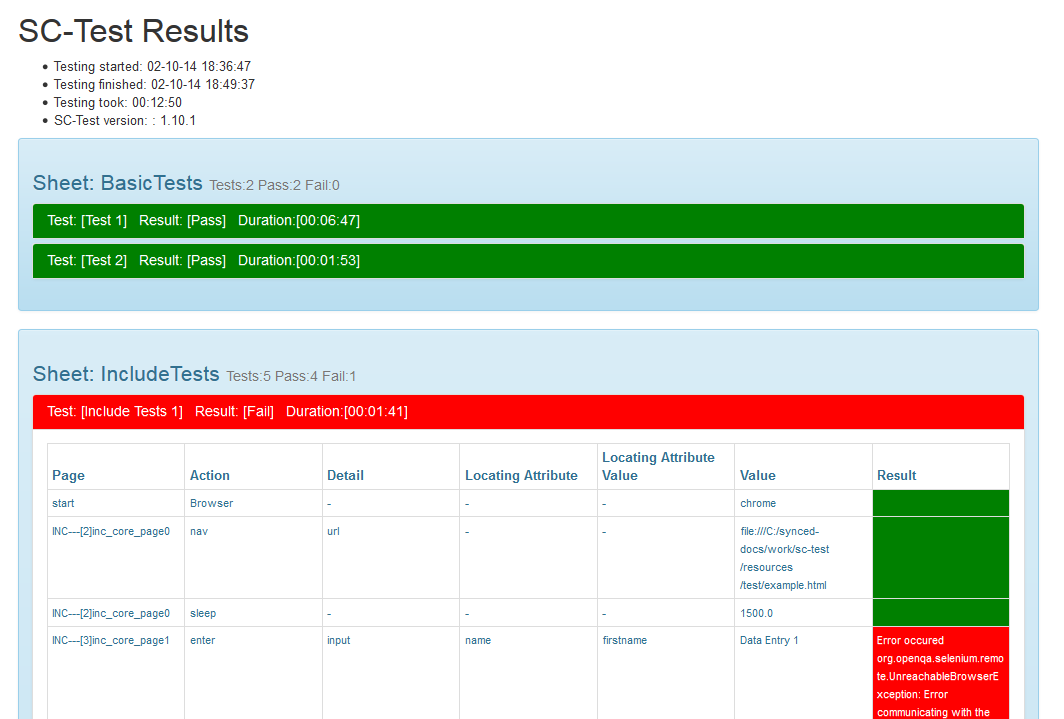 SC-Test Results
• Testing started: 02-10-14 18:36:47
• Testing finished: 02-10-14 18:49:37
• Testing took: 00:12:50
• SC-Test version: : 1.10.1
Sheet: BasicTests Tests:2 Pass:2 Fail:0
Test: [Test 1] Result: [Pass] Duration:[00:06:47]
Test: [Test 2] Result: [Pass] Duration:[00:01:53]
Sheet: IncludeTests Tests:5 Pass:4 Fail:1
Test: [Include Tests 1] Result: [Fail] Duration:[00:01:41]
Page Action Detail Locating Attribute Locating Attribute Value Value Result
start Browser - - - chrome
INC---[2]inc_core_page0 nav url - - file:///C:/synced-
docs/work/sc-test
/resources
/test/example.html
INC---[2]inc_core_page0 sleep - - - 1500.0
INC---[3]inc_core_page1 enter input name firstname Data Entry 1 Error occured
org.openqa.selenium.remo
te.UnreachableBrowserE
xception: Error
communicating with the